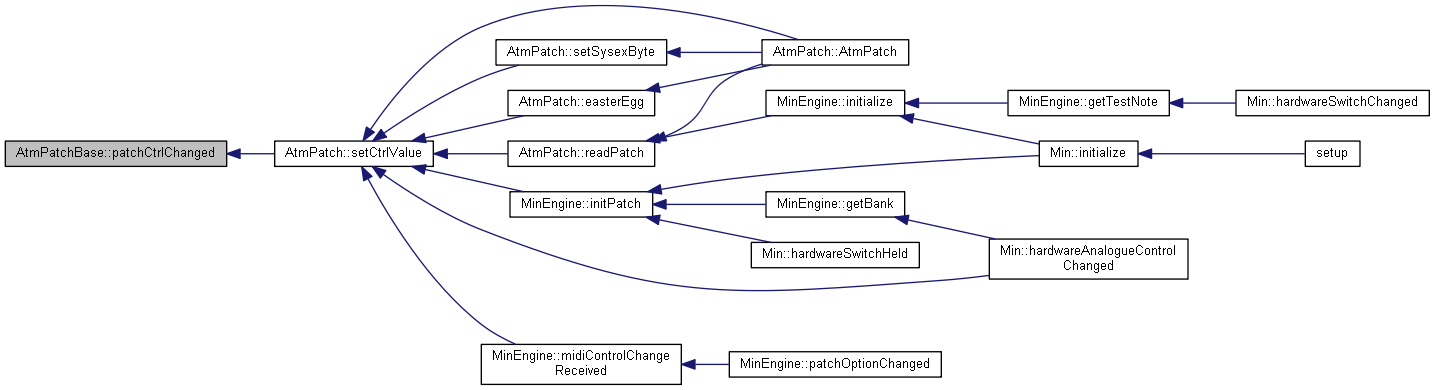 AtmPatchBase::patchCtrlChanged
AtmPatch::setCtrlValue
AtmPatch::setSysexByte
AtmPatch::AtmPatch
AtmPatch::easterEgg
MinEngine::initialize
MinEngine::getTestNote
Min::hardwareSwitchChanged
AtmPatch::readPatch
Min::initialize
setup
MinEngine::initPatch
MinEngine::getBank
Min::hardwareSwitchHeld
Min::hardwareAnalogueControl
Changed
MinEngine::midiControlChange
Received
MinEngine::patchOptionChanged